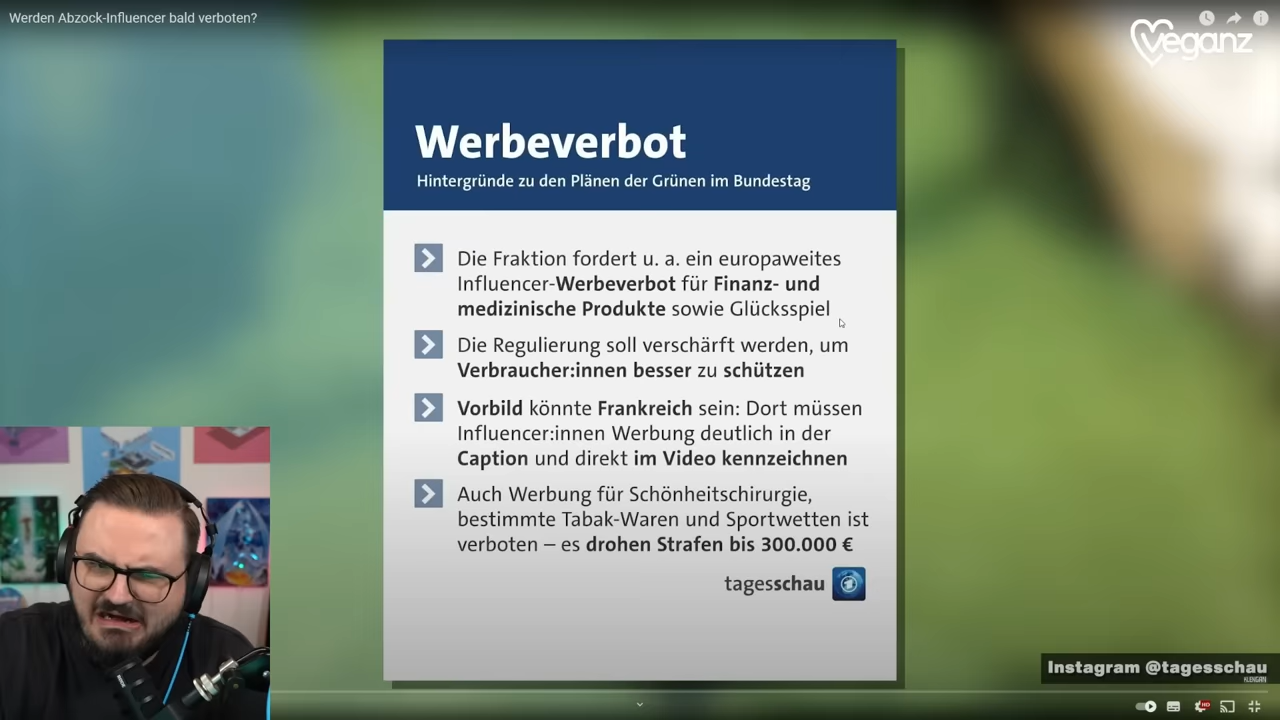 Werden Abzock-Influencer bald verboten?
veganz
Werbeverbot
Hintergründe zu den Plänen der Grünen im Bundestag
Die Fraktion fordert u. a. ein europaweites
Influencer-Werbeverbot für Finanz- und
medizinische Produkte sowie Glücksspiel
Die Regulierung soll verschärft werden, um
Verbraucher:innen besser zu schützen
Vorbild könnte Frankreich sein: Dort müssen
Influencer:innen Werbung deutlich in der
Caption und direkt im Video kennzeichnen
Auch Werbung für Schönheitschirurgie,
bestimmte Tabak-Waren und Sportwetten ist
verboten – es drohen Strafen bis 300.000 €
tagesschau
Instagram @tagesschau
KLENGAN
HD